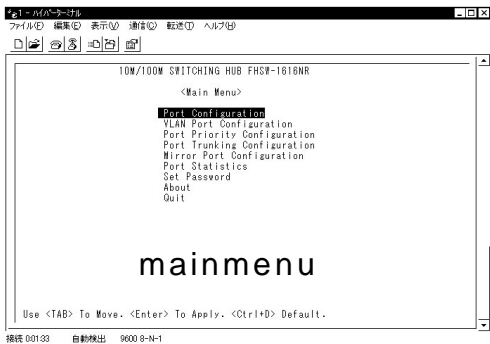 e1 - ハイパーターミナル
ファイル(F) 編集(E) 表示(V) 通信(C) 転送(T) ヘルプ(H)
10M/100M SWITCHING HUB FHSW-1616NR
<Main Menu>
Port Configuration
VLAN Port Configuration
Port Priority Configuration
Port Trunking Configuration
Mirror Port Configuration
Port Statistics
Set Password
About
Quit
mainmenu
Use <TAB> To Move. <Enter> To Apply. <Ctrl+D> Default.
接続 0:01:33 自動検出 9600 8-N-1